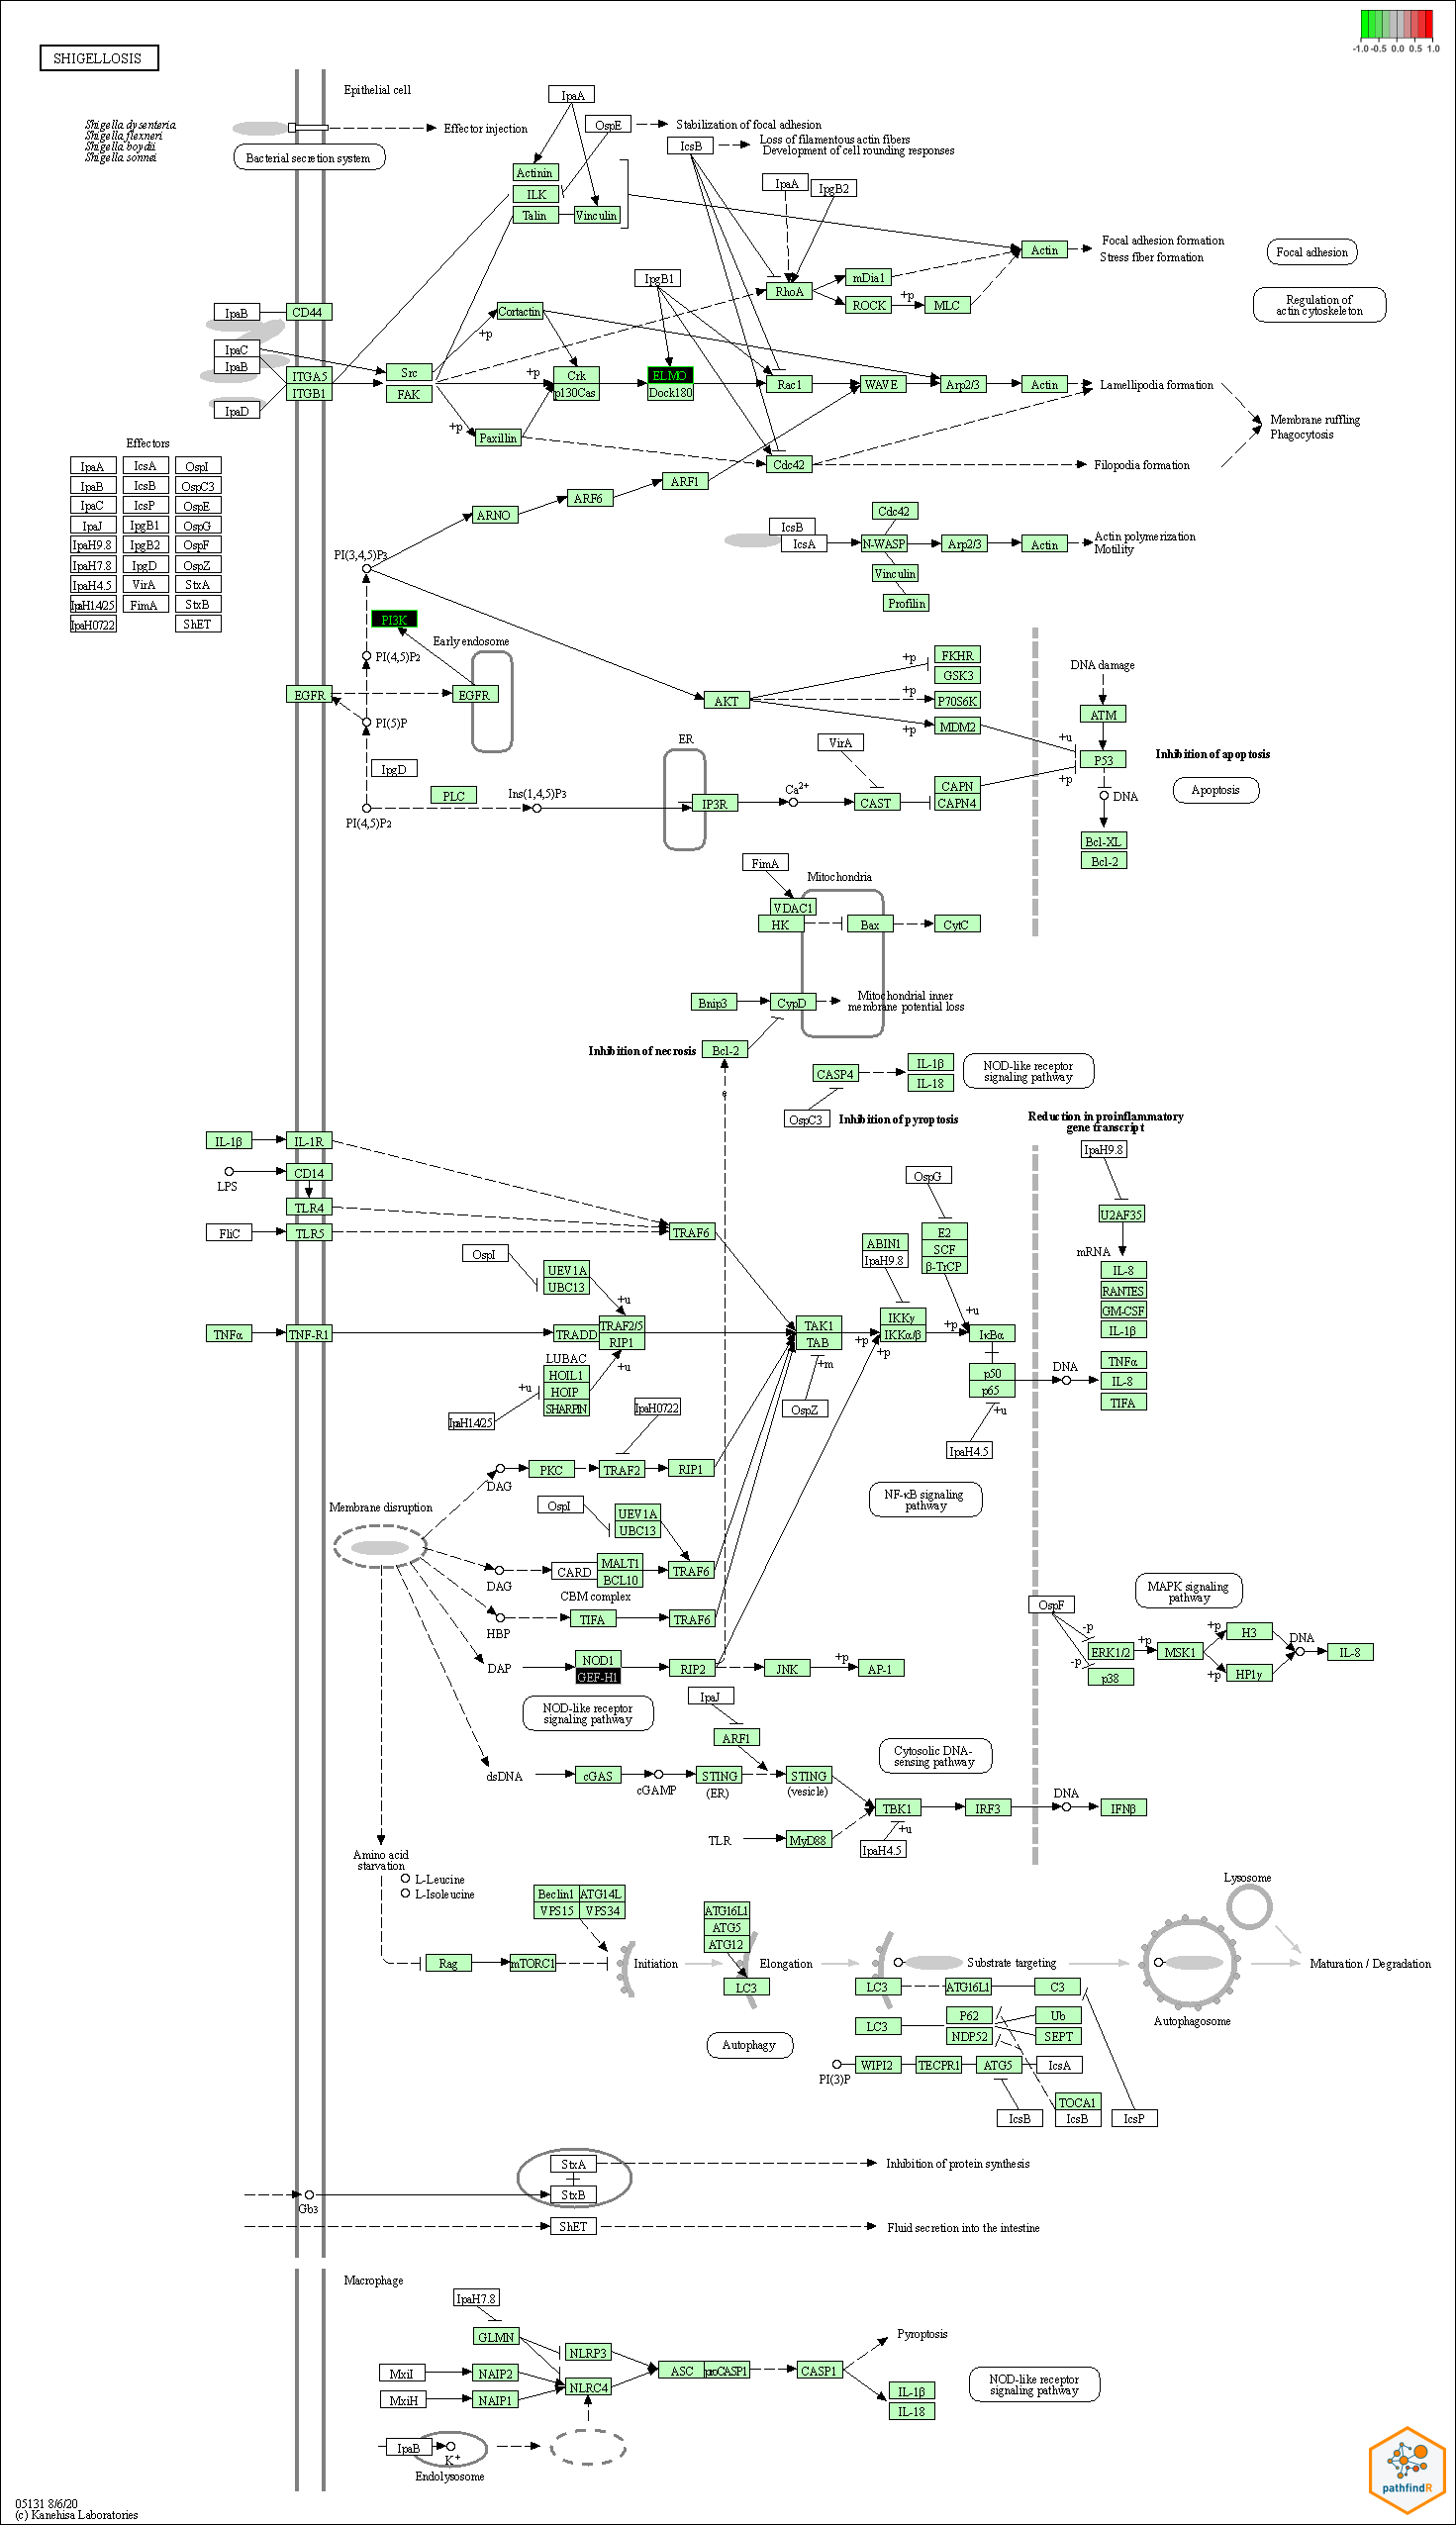 -1.0 -0.5 0.0 0.5 1.0
SHIGELLOSIS
Epithelial cell
Shigella dysenteria
Shigella flexneri
Shigella boydii
Shigella sonnei
Bacterial secretion system
Effector injection
IpaA
OspE
Stabilization of focal adhesion
IcsB
Loss of filamentous actin fibers
Development of cell rounding responses
Actinin
ILK
Talin
Vinculin
IpaA
IpgB2
Actin
Focal adhesion formation
Stress fiber formation
Focal adhesion
IpgB1
RhoA
mDia1
ROCK
+p
MLC
Regulation of
actin cytoskeleton
IpaB
CD44
Cortactin
+p
IpaC
IpaB
IpaD
ITGA5
ITGB1
Src
FAK
+p
Crk
p130Cas
ELMO
Dock180
Rac1
WAVE
Arp2/3
Actin
Lamellipodia formation
Membrane ruffling
Phagocytosis
+p
Paxillin
Cdc42
Filopodia formation
ARF1
ARF6
ARNO
Effectors
IpaA IcsA OspI
IpaB IcsB OspC3
IpaC IcsP OspE
IpaJ IpgB1 OspG
IpaH9.8 IpgB2 OspF
IpaH7.8 IpgD OspZ
IpaH4.5 VirA StxA
IpaH1.4/2.5 FimA StxB
IpaH0722 ShET
Cdc42
IcsB
IcsA
N-WASP
Arp2/3
Actin
Actin polymerization
Motility
Vinculin
Profilin
PI(3,4,5)P3
PI3K
Early endosome
PI(4,5)P2
EGFR
EGFR
PI(5)P
IpgD
PI(4,5)P2
PLC
Ins(1,4,5)P3
AKT
+p
FKHR
GSK3
+p
P70S6K
+p
MDM2
DNA damage
ATM
+u
P53
+p
Inhibition of apoptosis
Apoptosis
DNA
Bcl-XL
Bcl-2
ER
IP3R
Ca2+
VirA
CAST
CAPN
CAPN4
FimA
Mitochondria
VDAC1
HK
Bax
CytC
Bnip3
CypD
Mitochondrial inner
membrane potential loss
Inhibition of necrosis
Bcl-2
e
CASP4
IL-1β
IL-18
NOD-like receptor
signaling pathway
OspC3
Inhibition of pyroptosis
Reduction in proinflammatory
gene transcript
IpaH9.8
U2AF35
mRNA
IL-8
RANTES
GM-CSF
IL-1β
IL-1β
IL-1R
LPS
CD14
TLR4
FliC
TLR5
TRAF6
OspI
UEV1A
UBC13
+u
OspG
E2
SCF
β-TrCP
ABIN1
IpaH9.8
+u
TNFα
TNF-R1
TRADD
TRAF2/5
RIP1
TAK1
TAB
+p
IKKγ
IKKα/β
+p
+p
IκBα
p50
p65
DNA
TNFα
IL-8
TIFA
LUBAC
HOIL1
HOIP
SHARPIN
+u
+u
IpaH1.4/2.5
IpaH0722
+m
OspZ
+u
IpaH4.5
DAG
PKC
TRAF2
RIP1
NF-κB signaling
pathway
Membrane disruption
OspI
UEV1A
UBC13
DAG
CARD
MALT1
BCL10
CBM complex
TRAF6
HBP
TIFA
TRAF6
DAP
NOD1
GEF-H1
RIP2
JNK
+p
AP-1
NOD-like receptor
signaling pathway
MAPK signaling
pathway
OspF
-p
-p
ERK1/2
p38
+p
MSK1
+p
+p
H3
HP1γ
DNA
IL-8
IpaJ
ARF1
dsDNA
cGAS
cGAMP
STING
(ER)
STING
(vesicle)
Cytosolic DNA-
sensing pathway
TBK1
IRF3
DNA
IFNβ
TLR
MyD88
+u
IpaH4.5
Amino acid
starvation
L-Leucine
L-Isoleucine
Beclin1 ATG14L
VPS15 VPS34
Rag
mTORC1
Initiation
ATG16L1
ATG5
ATG12
LC3
Elongation
Substrate targeting
Lysosome
Maturation / Degradation
Autophagosome
LC3
ATG16L1
C3
LC3
P62
NDP52
Ub
SEPT
Autophagy
PI(3)P
WIPI2
TECPR1
ATG5
IcsA
IcsB
TOCA1
IcsB
IcsP
StxA
StxB
Inhibition of protein synthesis
Gb3
ShET
Fluid secretion into the intestine
Macrophage
IpaH7.8
GLMN
MxiI
NAIP2
MxiH
NAIP1
NLRP3
NLRC4
ASC
proCASP1
CASP1
Pyroptosis
IL-1β
IL-18
NOD-like receptor
signaling pathway
IpaB
K+
Endolysosome
05131 8/6/20
(c) Kanehisa Laboratories
pathfindR